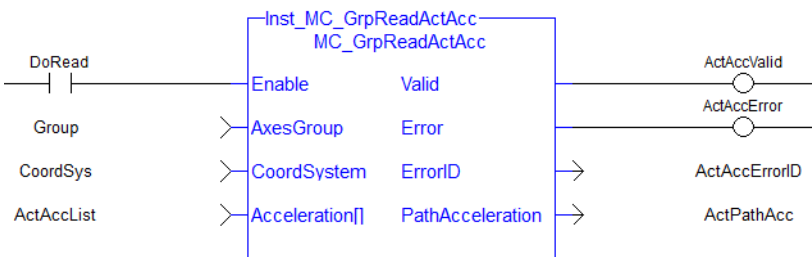 Inst_MC_GrpReadActAcc
MC_GrpReadActAcc
DoRead
Enable
Valid
ActAccValid
Group
AxesGroup
Error
ActAccError
CoordSys
CoordSystem
ErrorID
ActAccErrorID
ActAccList
Acceleration[]
PathAcceleration
ActPathAcc